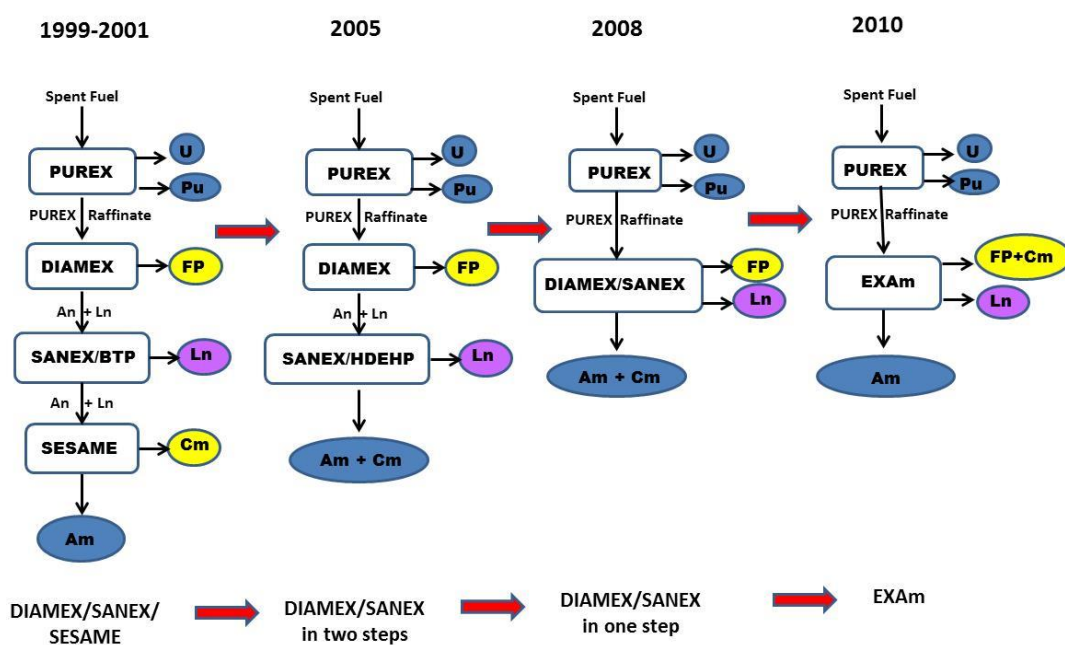 1999-2001
Spent Fuel
PUREX
U
Pu
PUREX Raffinate
DIAMEX
FP
An + Ln
SANEX/BTP
Ln
An + Ln
SESAME
Cm
Am
DIAMEX/SANEX/
SESAME
2005
Spent Fuel
PUREX
U
Pu
PUREX Raffinate
DIAMEX
FP
An + Ln
SANEX/HDEHP
Ln
Am + Cm
DIAMEX/SANEX
in two steps
2008
Spent Fuel
PUREX
U
Pu
PUREX Raffinate
DIAMEX/SANEX
FP
Ln
Am + Cm
DIAMEX/SANEX
in one step
2010
Spent Fuel
PUREX
U
Pu
PUREX Raffinate
EXAm
FP+Cm
Ln
Am
EXAm